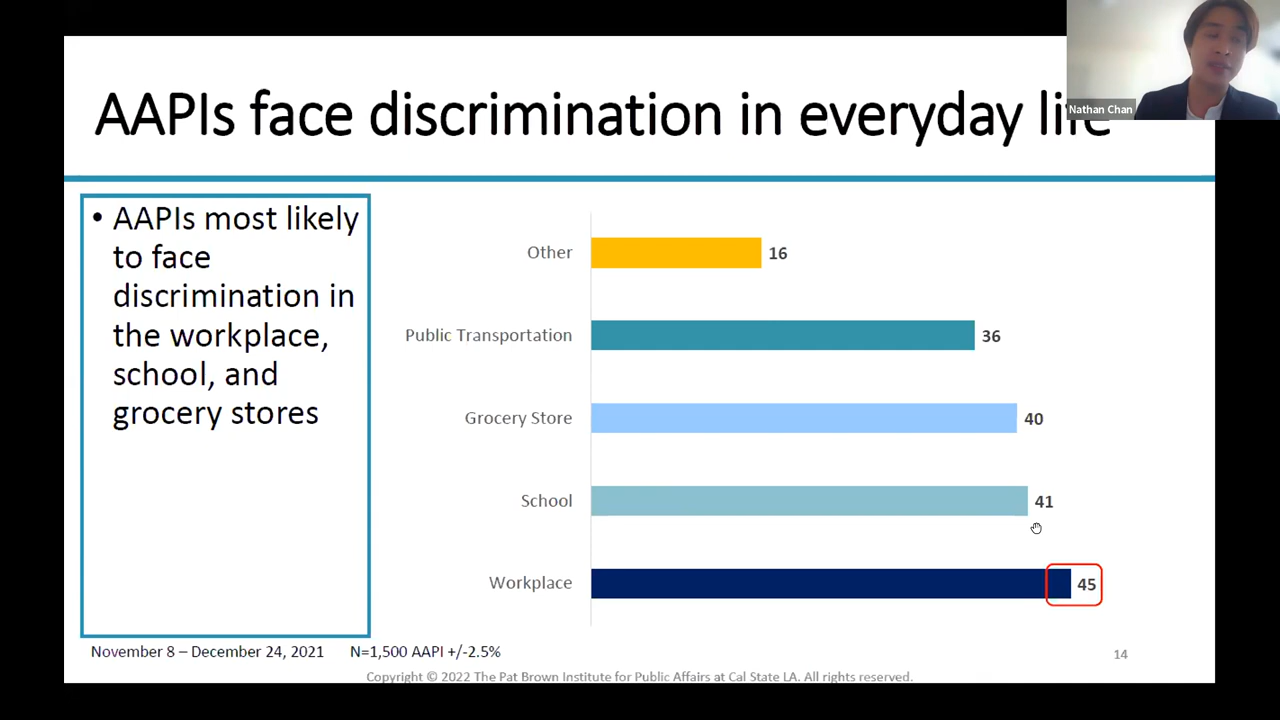 AAPIs face discrimination in everyday life
Nathan Chan
• AAPIs most likely
to face
discrimination in
the workplace,
school, and
grocery stores
Other 16
Public Transportation 36
Grocery Store 40
School 41
Workplace 45
November 8 – December 24, 2021 N=1,500 AAPI +/-2.5%
14
Copyright © 2022 The Pat Brown Institute for Public Affairs at Cal State LA. All rights reserved.